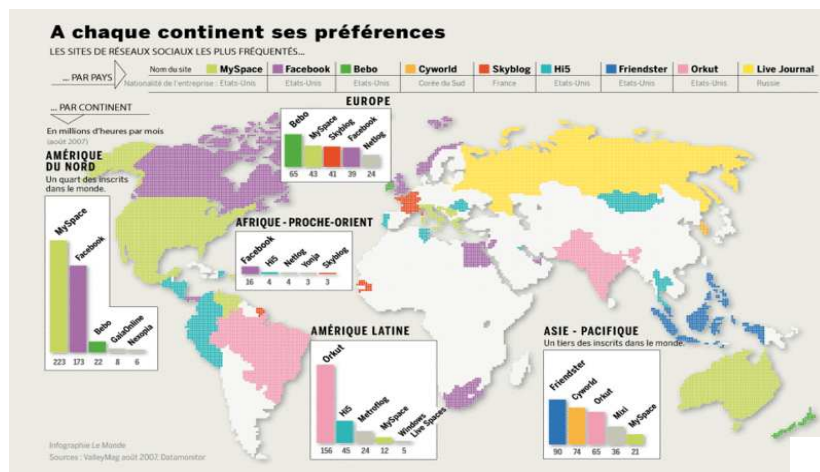 A chaque continent ses préférences
LES SITES DE RÉSEAUX SOCIAUX LES PLUS FRÉQUENTÉS...
... PAR PAYS
Nom du site MySpace Facebook Bebo Cyworld Skyblog Hi5 Friendster Orkut Live Journal
Nationalité de l'entreprise : Etats-Unis Etats-Unis Etats-Unis Corée du Sud France Etats-Unis Etats-Unis Etats-Unis Russie
... PAR CONTINENT
En millions d'heures par mois
(août 2007)
EUROPE
Bebo MySpace Skyblog Facebook Netlog
65 43 41 39 24
AMÉRIQUE
DU NORD
Un quart des inscrits
dans le monde.
MySpace Facebook Bebo GaiaOnline Nexopia
223 173 22 8 6
AFRIQUE - PROCHE-ORIENT
Facebook Hi5 Netlog Yonja Skyblog
16 4 4 3 3
AMÉRIQUE LATINE
Orkut Hi5 Metroflog MySpace Windows
Live Spaces
156 45 24 12 5
ASIE - PACIFIQUE
Un tiers des inscrits dans le monde.
Friendster Cyworld Orkut Mixi MySpace
90 74 65 36 21
Infographie Le Monde
Sources : ValleyMag août 2007, Datamonitor